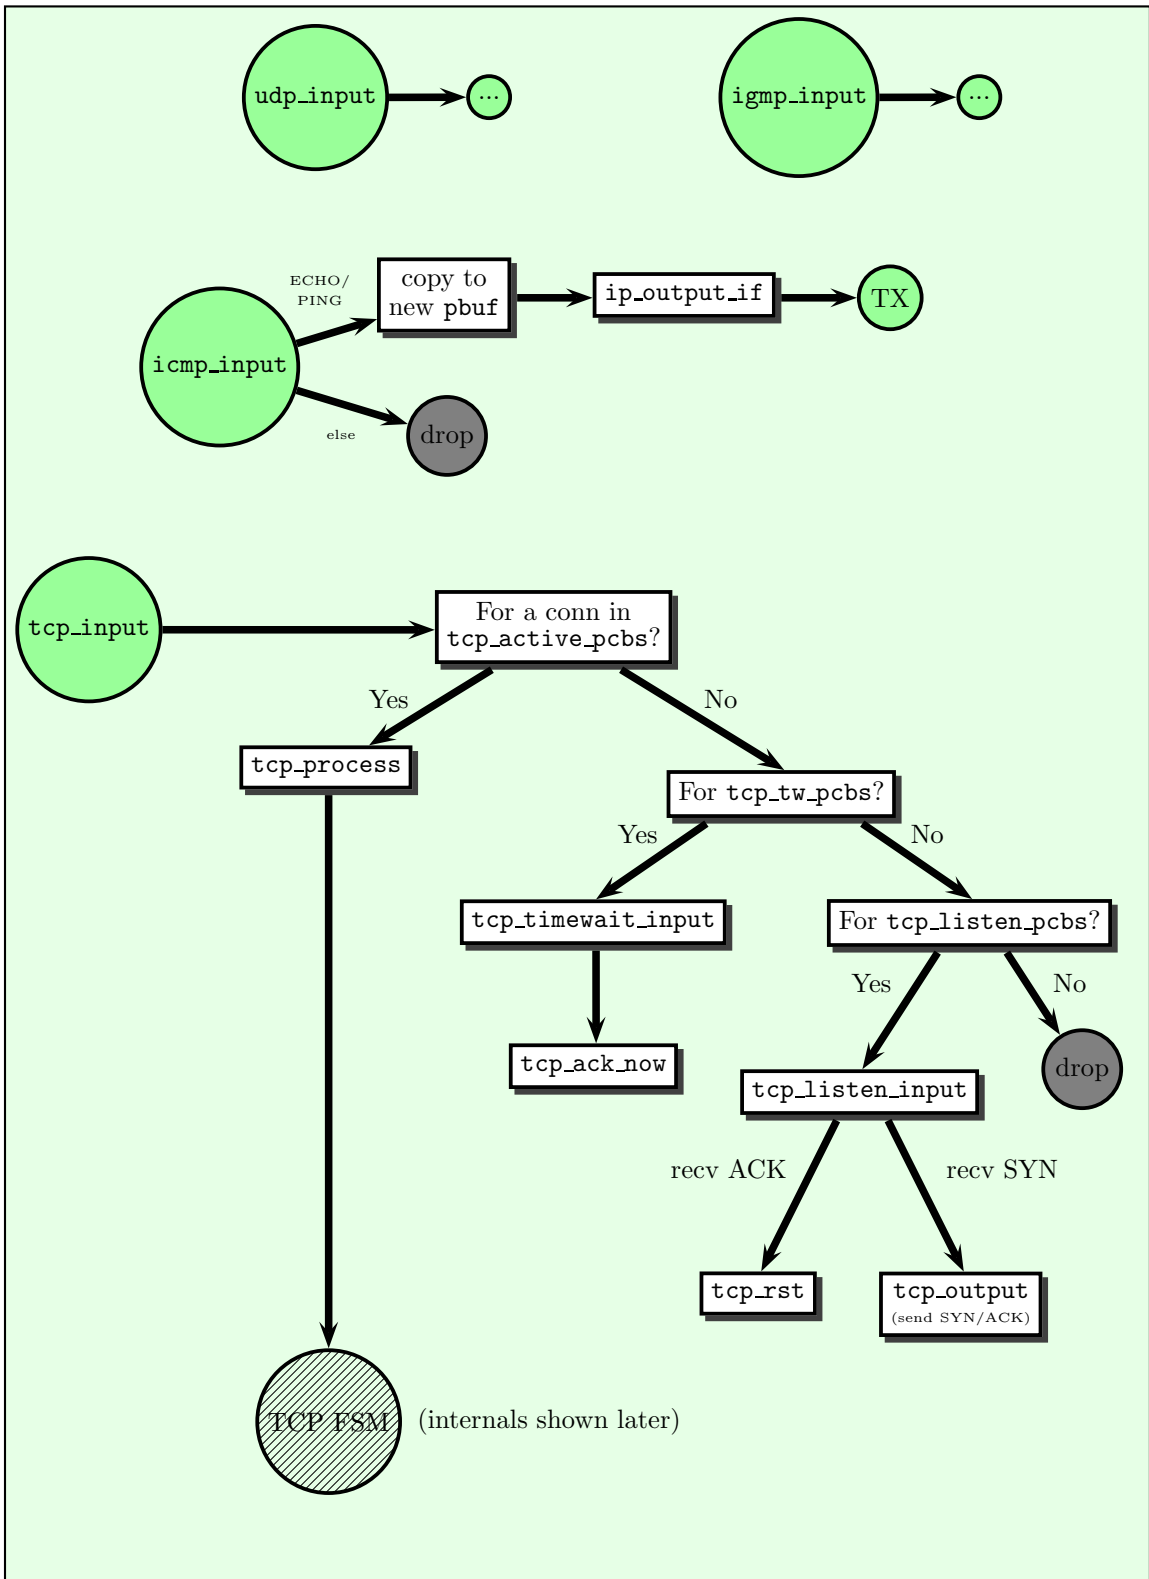 udp_input
...
igmp_input
...
ECHO/
PING
copy to
new pbuf
ip_output_if
TX
icmp_input
else
drop
tcp_input
For a conn in
tcp_active_pcbs?
Yes
No
tcp_process
For tcp_tw_pcbs?
Yes
No
tcp_timewait_input
For tcp_listen_pcbs?
Yes
No
tcp_ack_now
drop
tcp_listen_input
recv ACK
recv SYN
tcp_rst
tcp_output
(send SYN/ACK)
TCP FSM
(internals shown later)